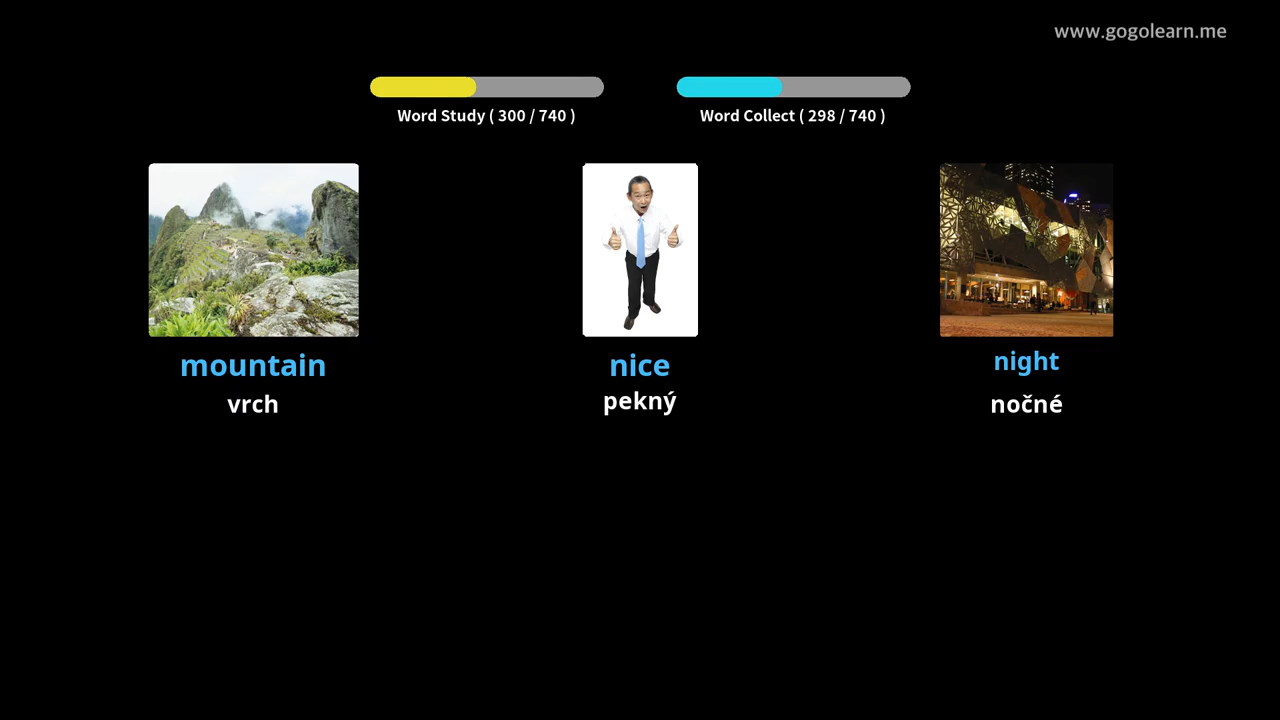 www.gogolearn.me
Word Study ( 300 / 740 )
Word Collect ( 298 / 740 )
mountain
vrch
nice
pekný
night
nočné